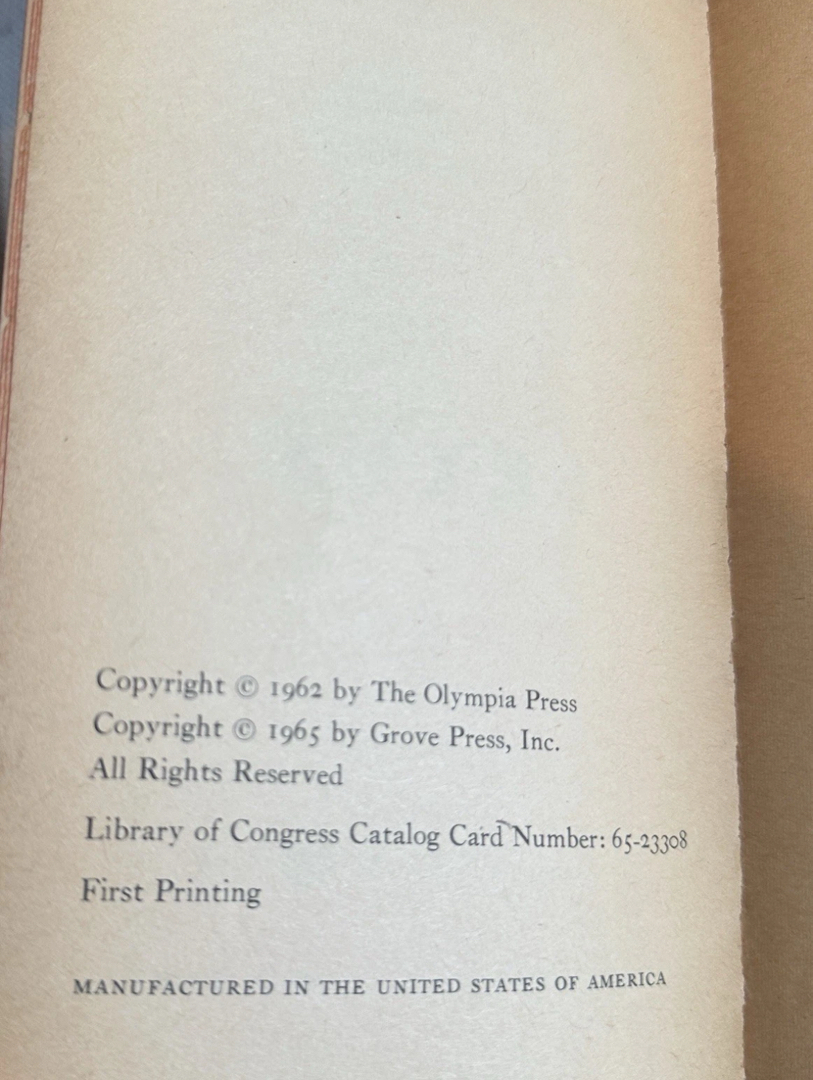 Copyright © 1962 by The Olympia Press
Copyright © 1965 by Grove Press, Inc.
All Rights Reserved
Library of Congress Catalog Card Number: 65-23308
First Printing
MANUFACTURED IN THE UNITED STATES OF AMERICA